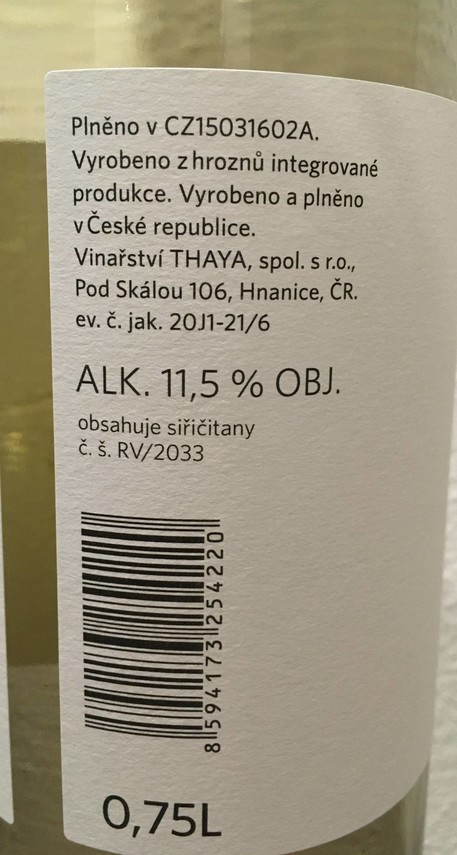 Plněno v CZ15031602A.
Vyrobeno z hroznů integrované
produkce. Vyrobeno a plněno
v České republice.
Vinařství THAYA, spol. s r.o.,
Pod Skálou 106, Hnanice, ČR.
ev. č. jak. 20J1-21/6
ALK. 11,5 % OBJ.
obsahuje siřičitany
č. š. RV/2033
8594173254220
0,75L